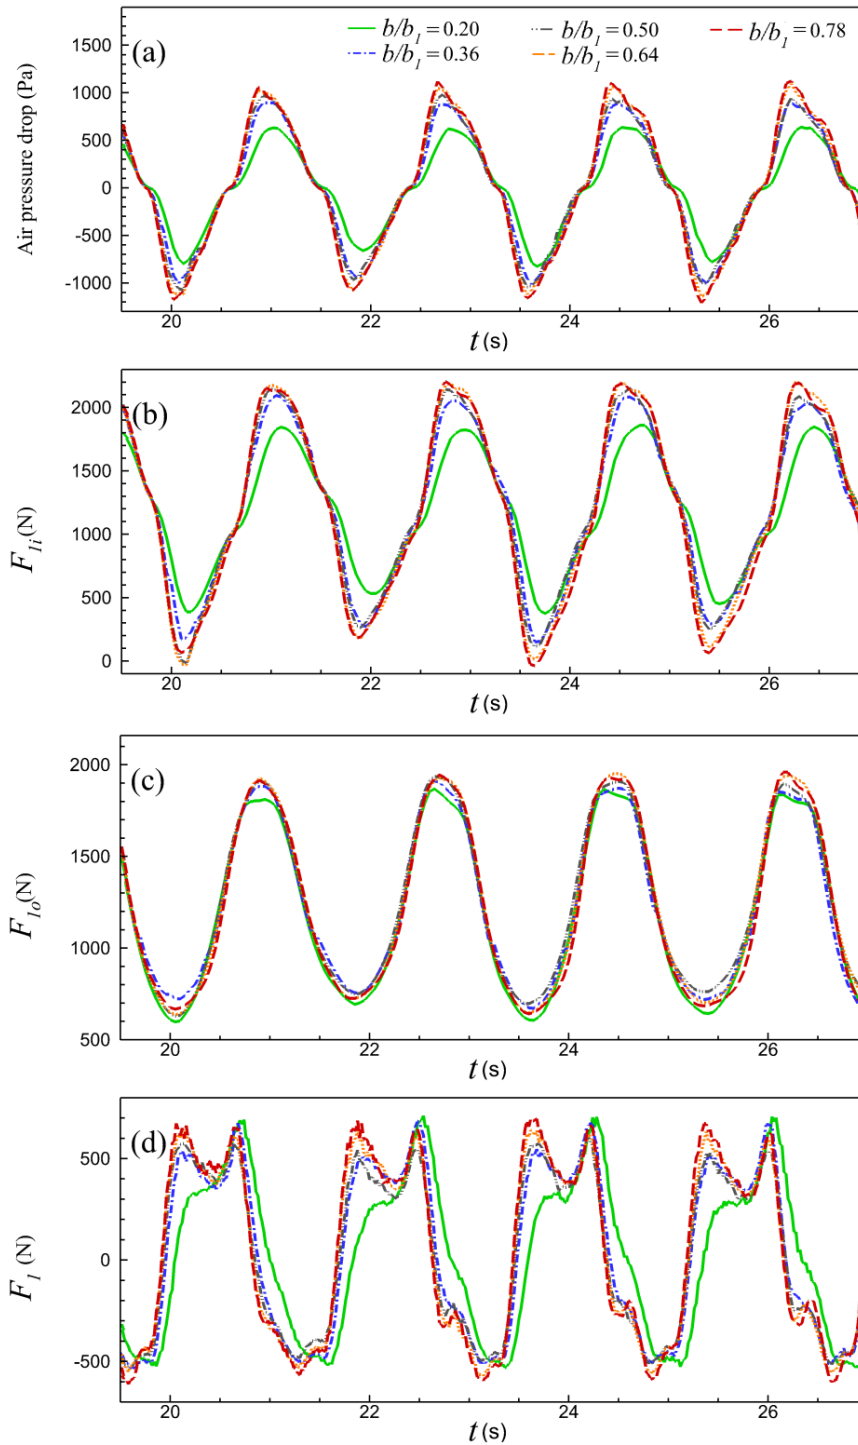 (a)
b/b1 = 0.20
b/b1 = 0.50
b/b1 = 0.78
b/b1 = 0.36
b/b1 = 0.64
Air pressure drop (Pa)
1500
1000
500
0
-500
-1000
20 22 24 26
t (s)
(b)
F1i (N)
2000
1500
1000
500
0
20 22 24 26
t (s)
(c)
F1o (N)
2000
1500
1000
500
20 22 24 26
t (s)
(d)
F1 (N)
500
0
-500
20 22 24 26
t (s)